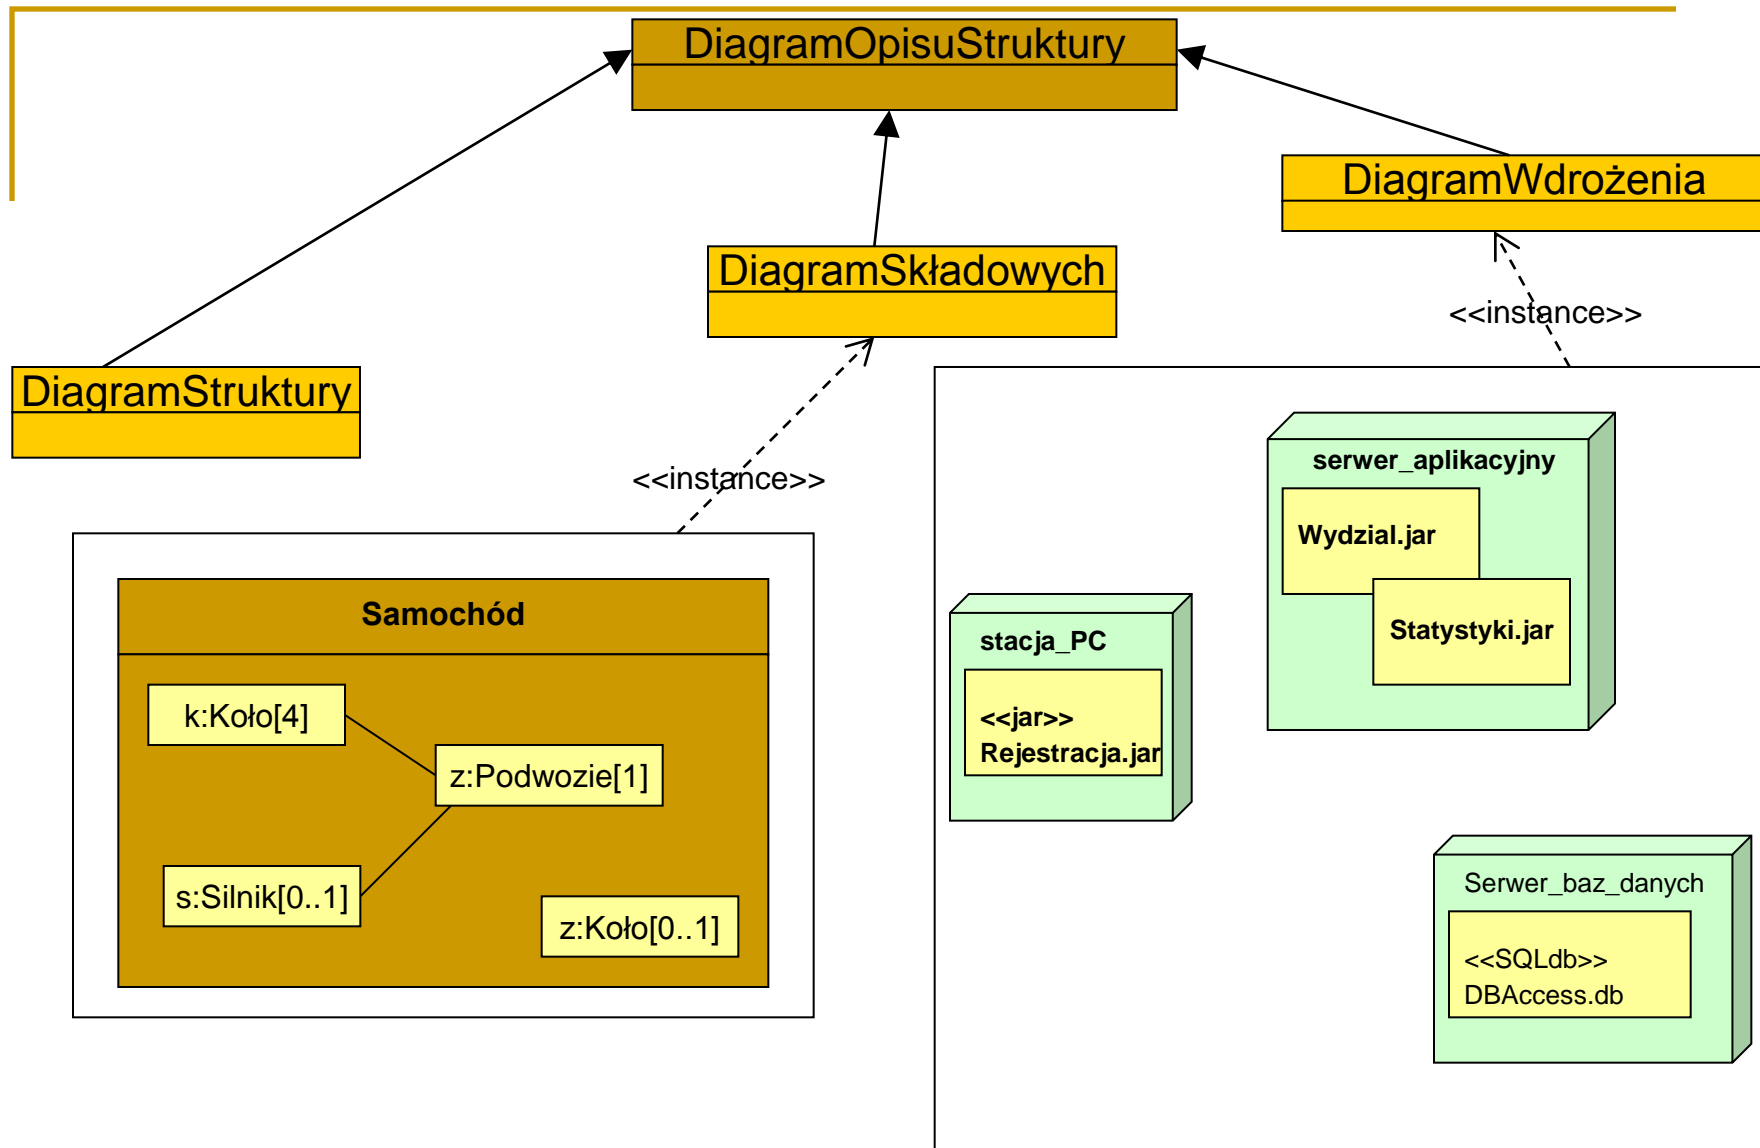 DiagramOpisuStruktury
DiagramWdrożenia
DiagramSkładowych
<<instance>>
DiagramStruktury
<<instance>>
serwer_aplikacyjny
Wydzial.jar
Statystyki.jar
stacja_PC
<<jar>>
Rejestracja.jar
Samochód
k:Koło[4]
z:Podwozie[1]
s:Silnik[0..1]
z:Koło[0..1]
Serwer_baz_danych
<<SQLdb>>
DBAccess.db